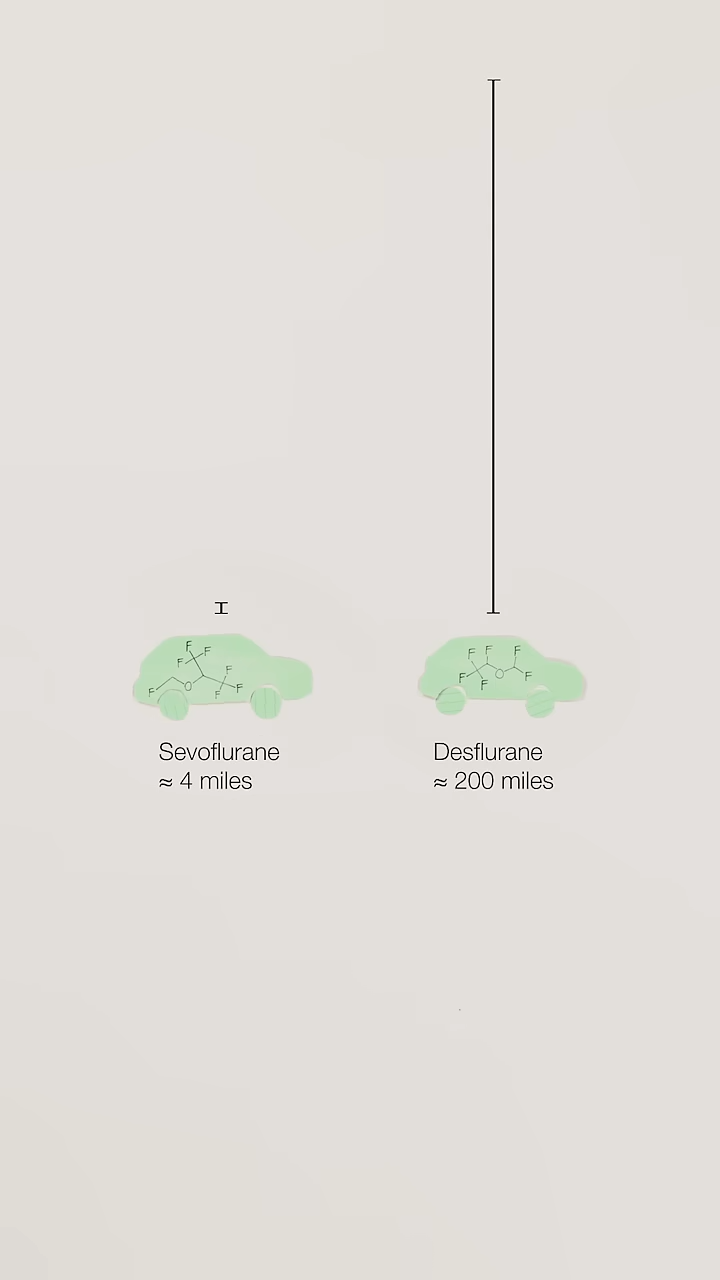 F
F F
F
F O F F
Sevoflurane
≈ 4 miles
F F F
F O F
F
Desflurane
≈ 200 miles